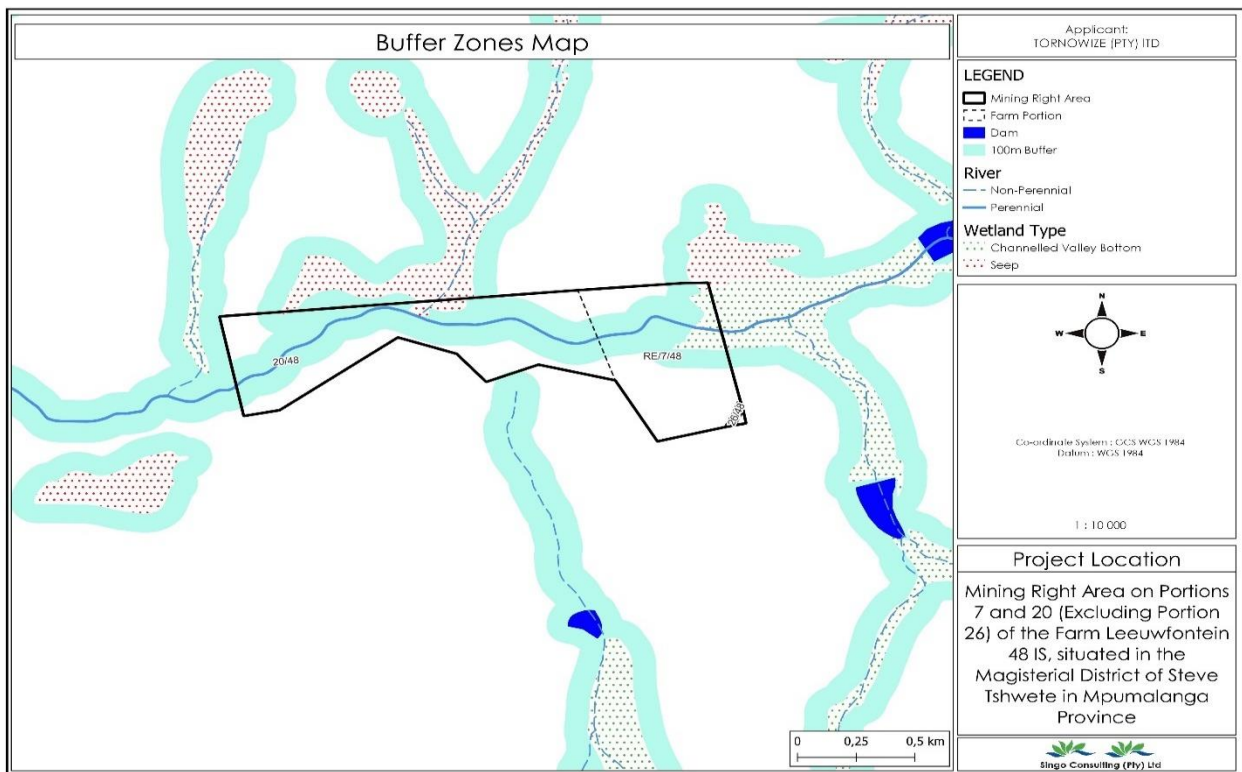 Buffer Zones Map
20/48
RE/7/48
26/48
0 0,25 0,5 km
Applicant:
TORNOWIZE (PTY) lTD
LEGEND
Mining Right Area
Farm Portion
Dam
100m Buffer
River
Non-Perennial
Perennial
Wetland Type
Channelled Valley Bottom
Seep
N
W E
S
Co-ordinate System : GCS WGS 1984
Datum : WGS 1984
1 : 10 000
Project Location
Mining Right Area on Portions
7 and 20 (Excluding Portion
26) of the Farm Leeuwfontein
48 IS, situated in the
Magisterial District of Steve
Tshwete in Mpumalanga
Province
Singo Consulting (Pty) Ltd